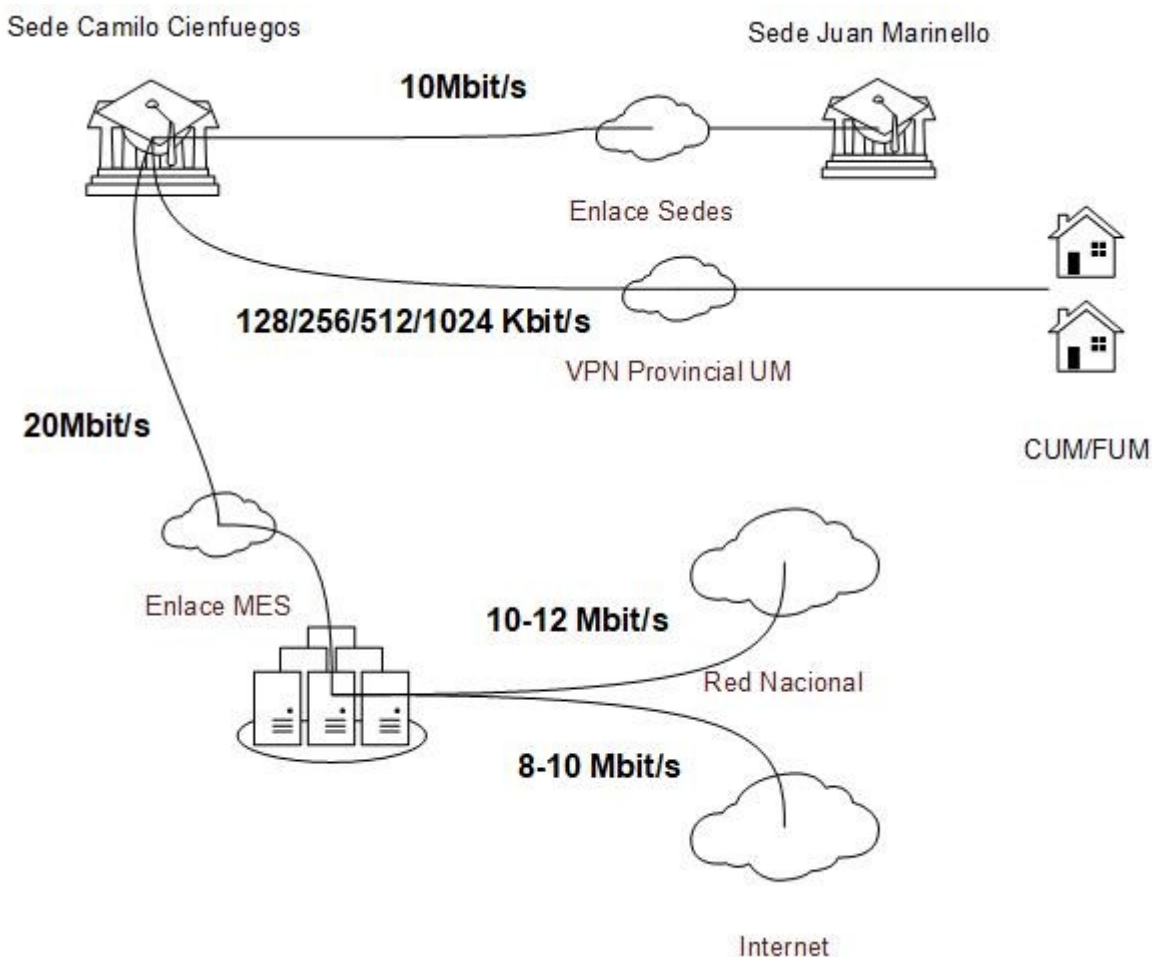 Sede Camilo Cienfuegos
Sede Juan Marinello
10Mbit/s
Enlace Sedes
128/256/512/1024 Kbit/s
VPN Provincial UM
20Mbit/s
CUM/FUM
Enlace MES
10-12 Mbit/s
Red Nacional
8-10 Mbit/s
Internet